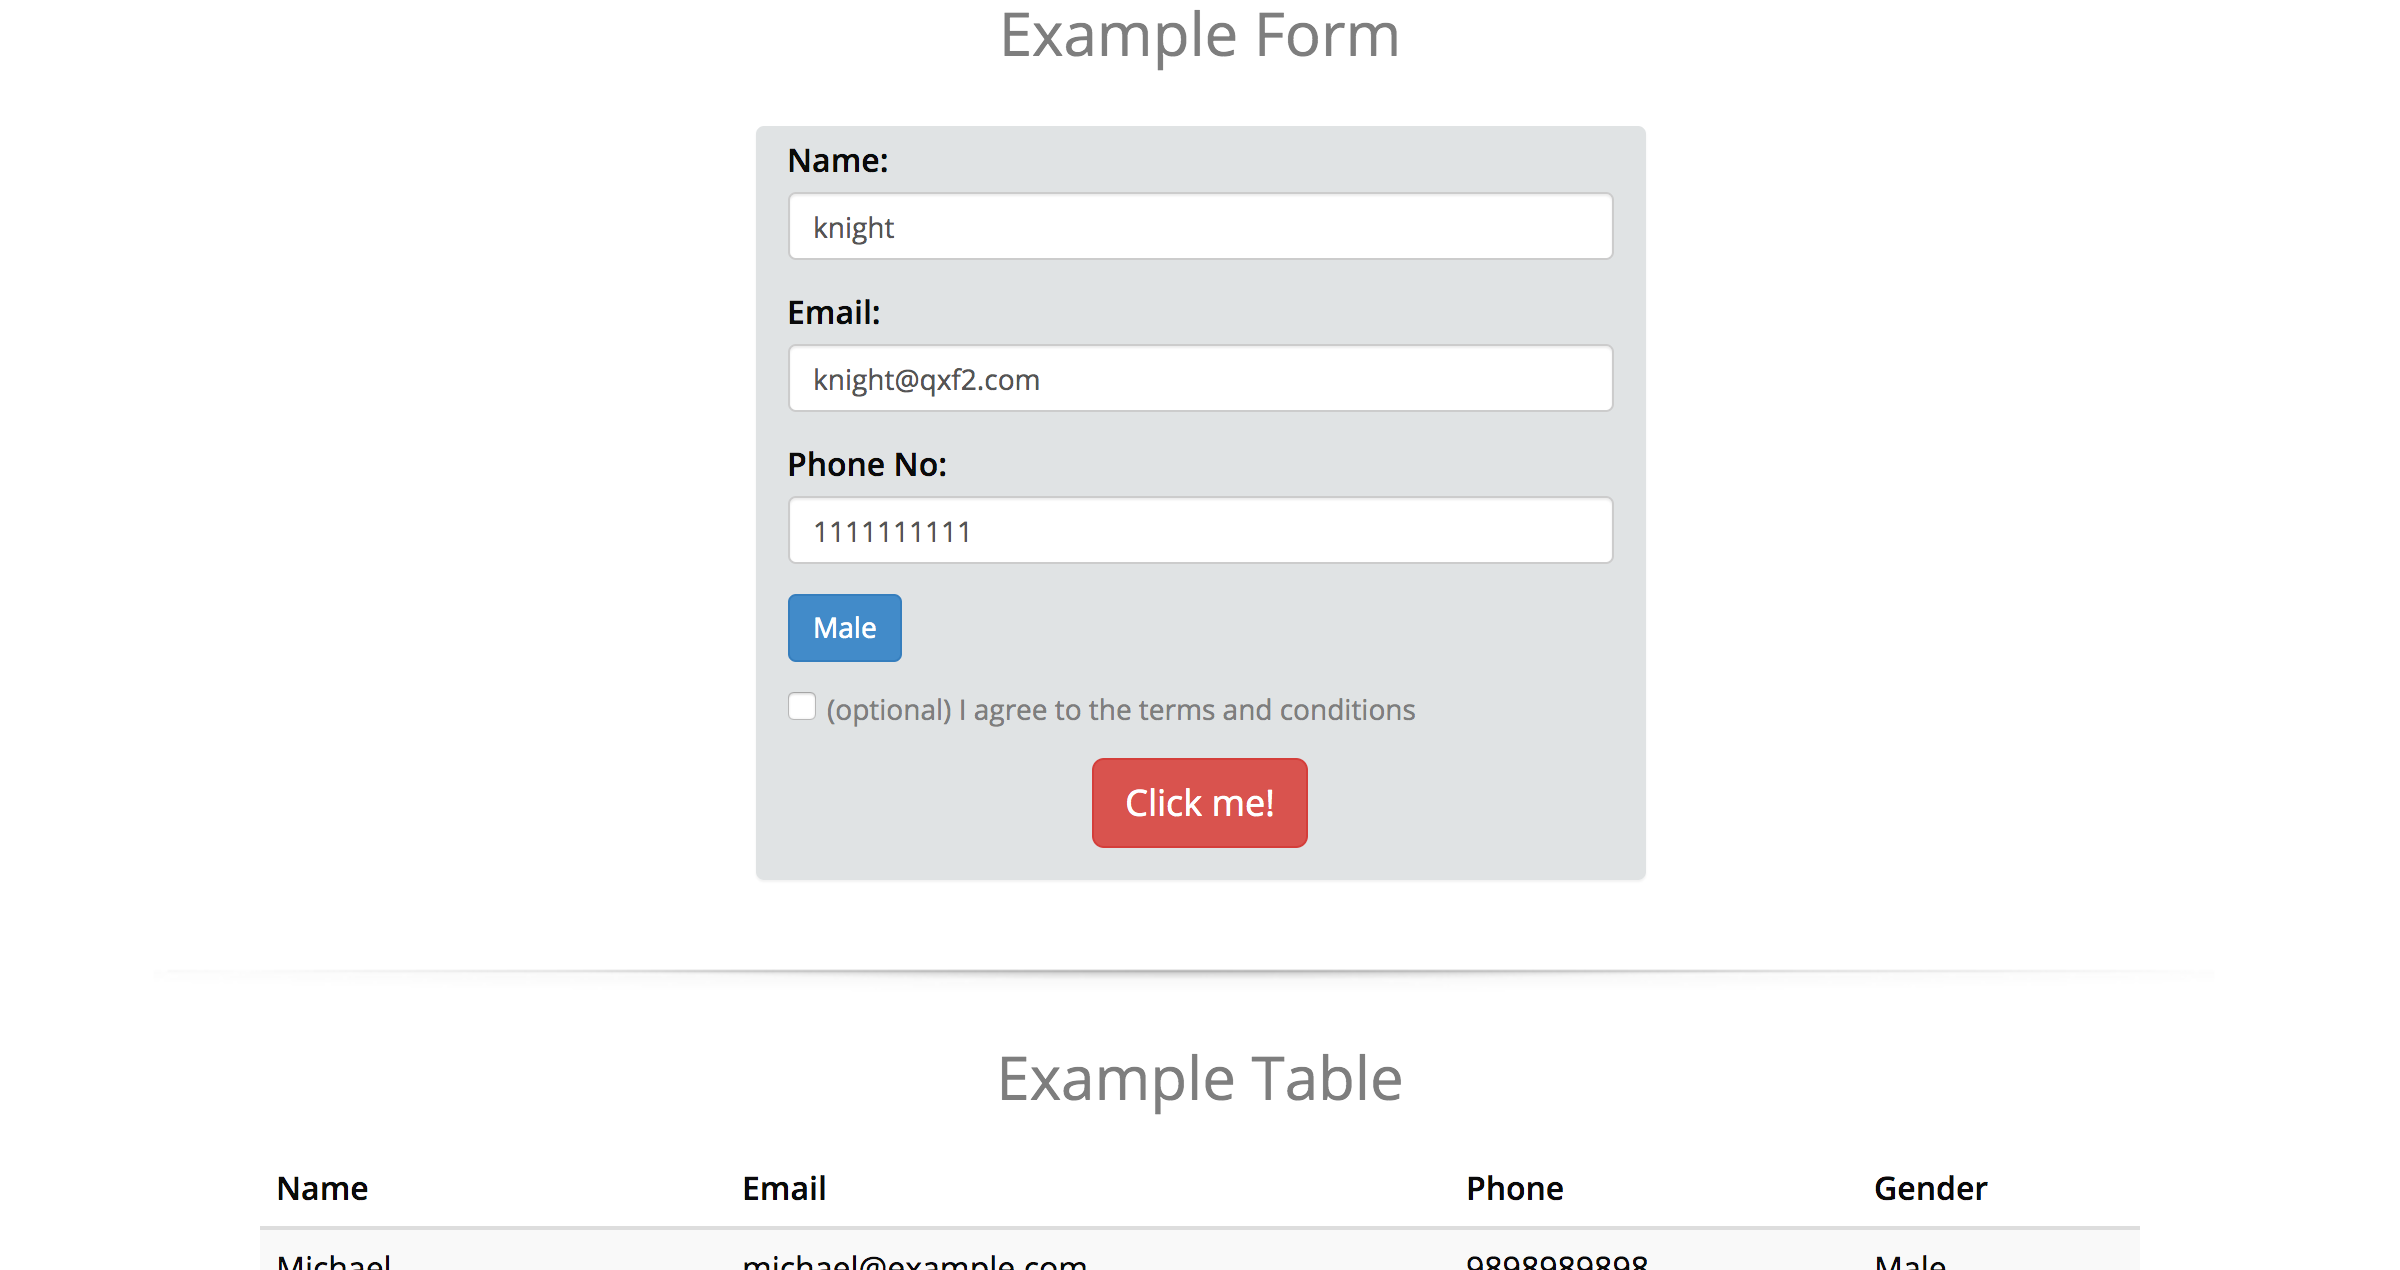 Example Form
Name:
knight
Email:
knight@qxf2.com
Phone No:
1111111111
Male
(optional) I agree to the terms and conditions
Click me!
Example Table
Name Email Phone Gender
Michael michael@example.com 9898989898 Male